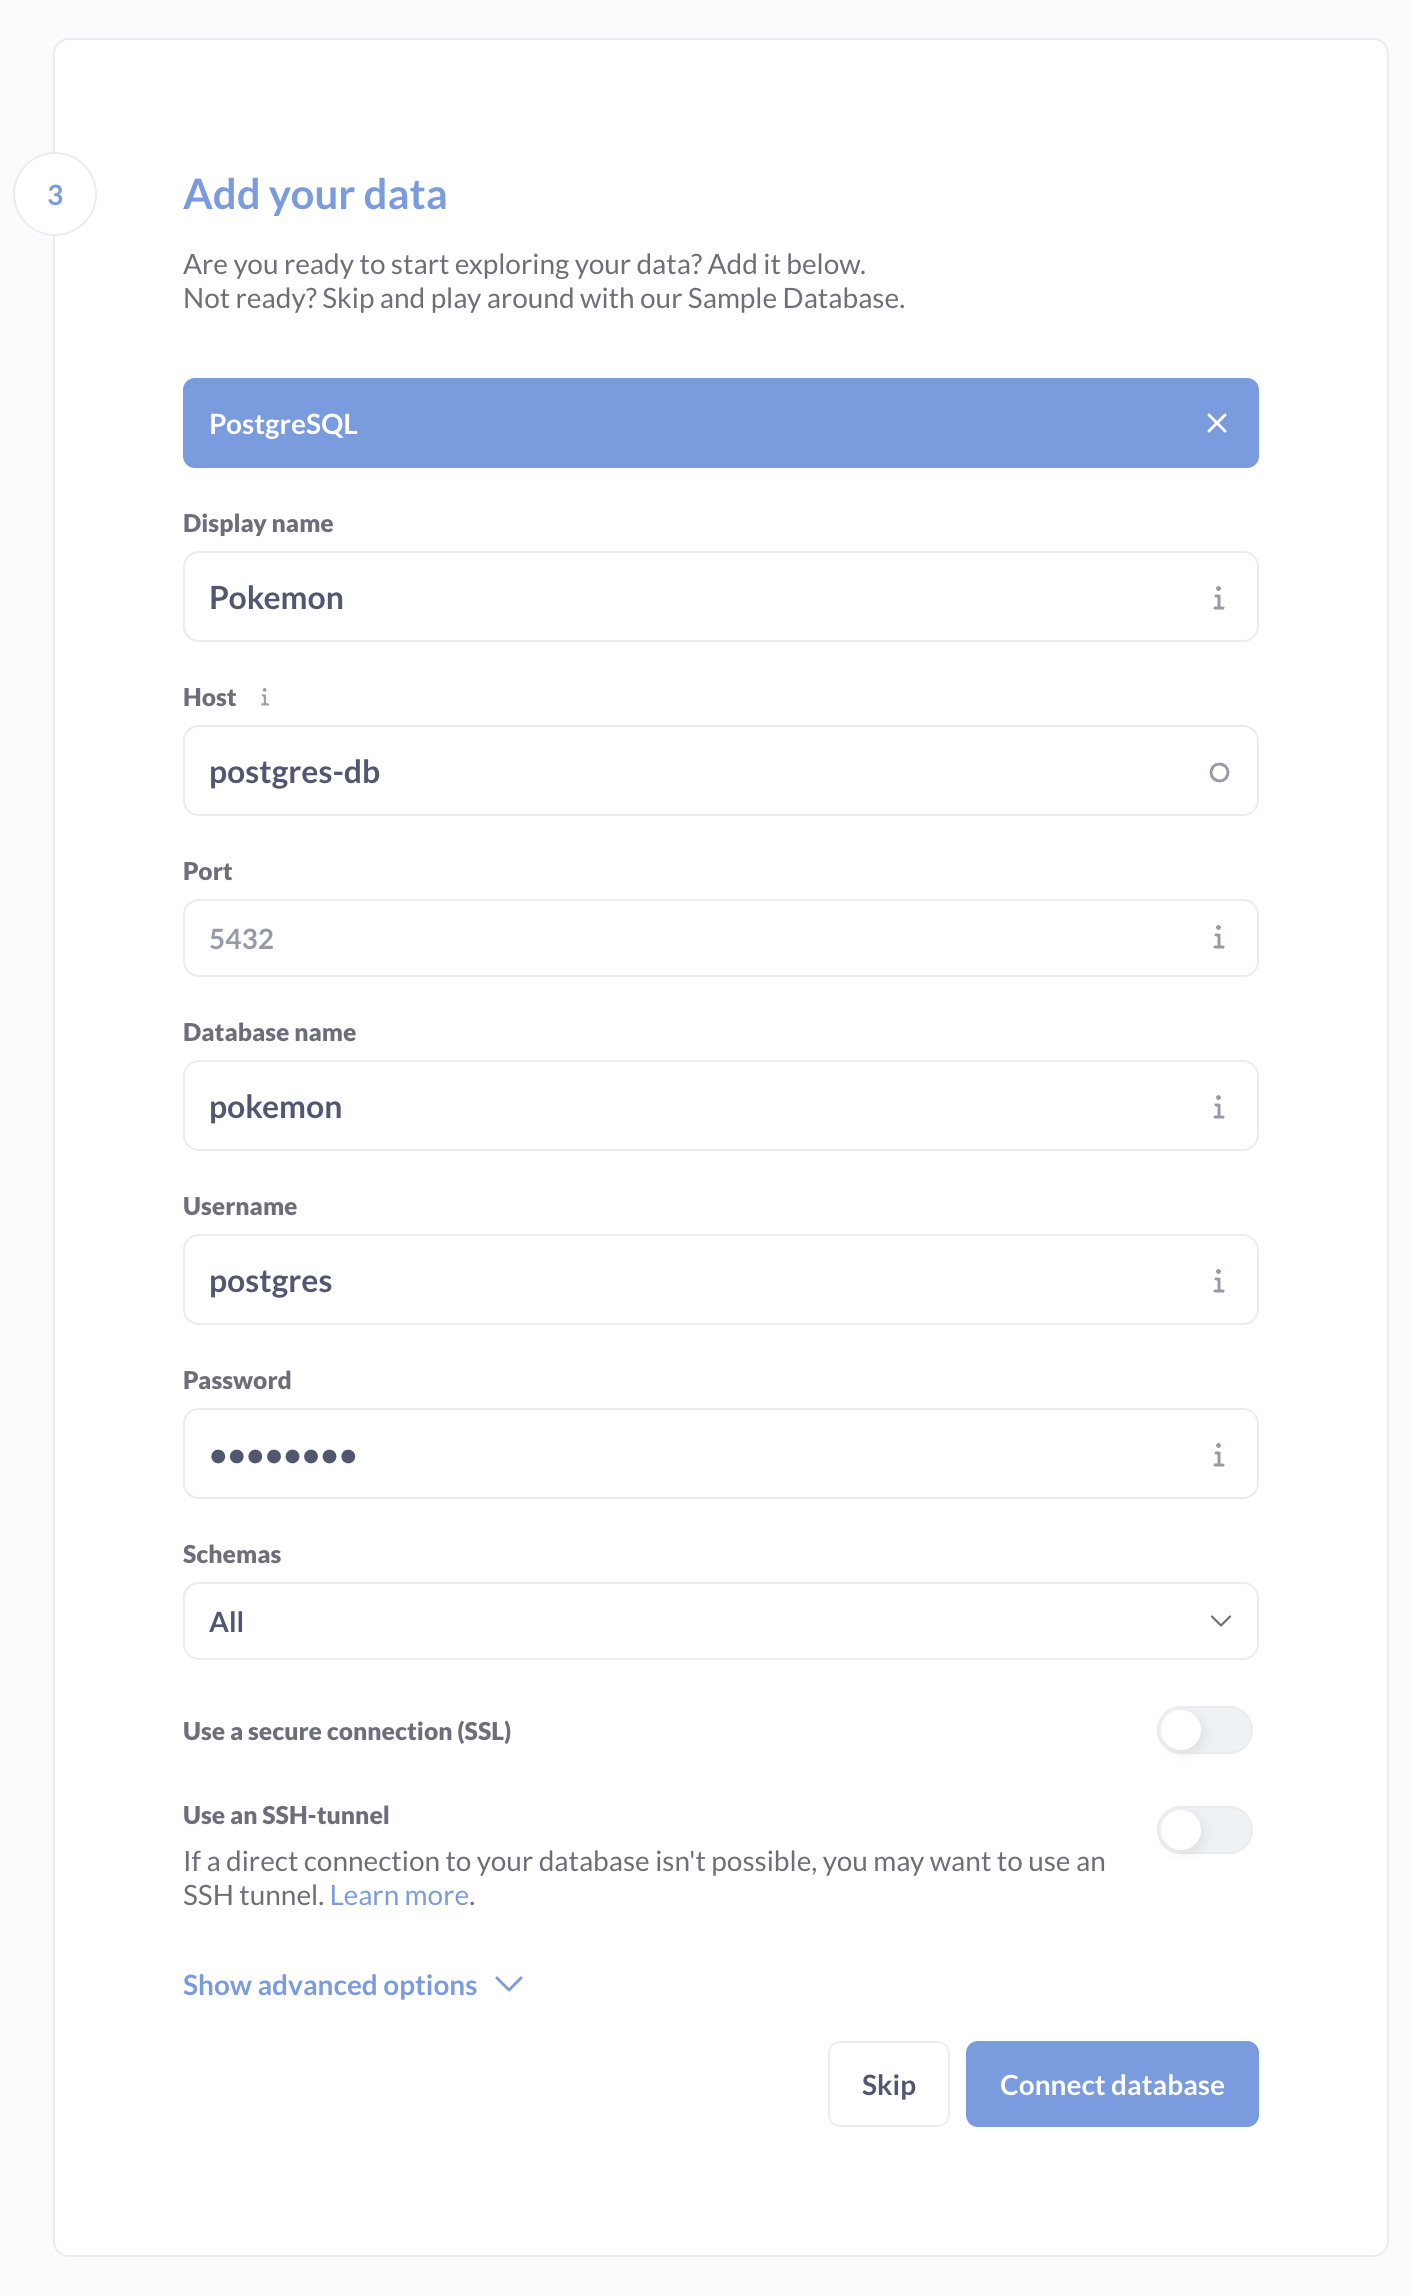 3
Add your data
Are you ready to start exploring your data? Add it below.
Not ready? Skip and play around with our Sample Database.
PostgreSQL
Display name
Pokemon
Host
postgres-db
Port
5432
Database name
pokemon
Username
postgres
Password
••••••••
Schemas
All
Use a secure connection (SSL)
Use an SSH-tunnel
If a direct connection to your database isn't possible, you may want to use an
SSH tunnel. Learn more.
Show advanced options
Skip
Connect database